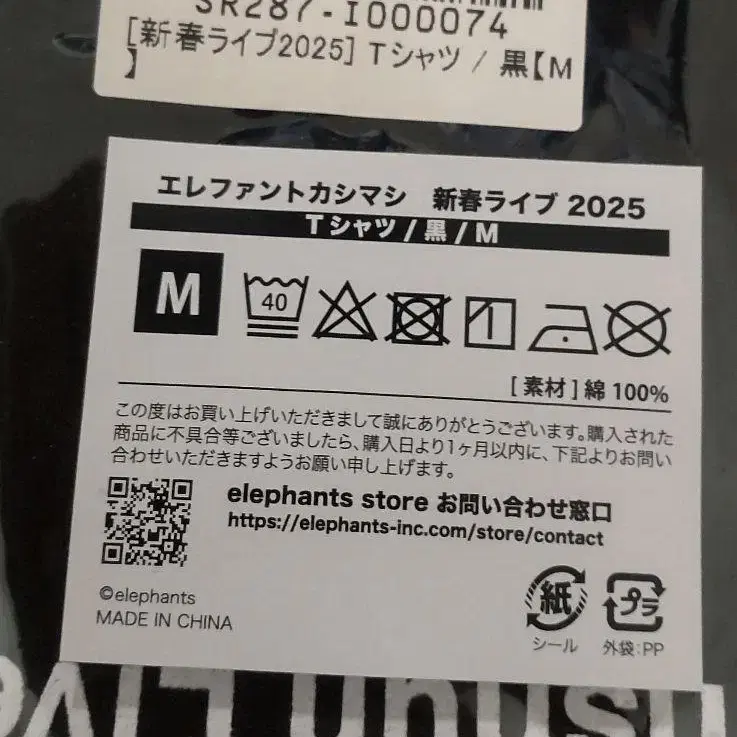 SR287-I000074
[新春ライブ2025] Tシャツ / 黒【M
】
エレファントカシマシ 新春ライブ 2025
Tシャツ / 黒 / M
M
40
[ 素材 ] 綿 100%
この度はお買い上げいただきまして誠にありがとうございます。購入された
商品に不具合等ございましたら、購入日より1ヶ月以内に、下記よりお問い
合わせいただきますようお願い申し上げます。
elephants store お問い合わせ窓口
https://elephants-inc.com/store/contact
©elephants
MADE IN CHINA
紙
プラ
シール
外袋:PP